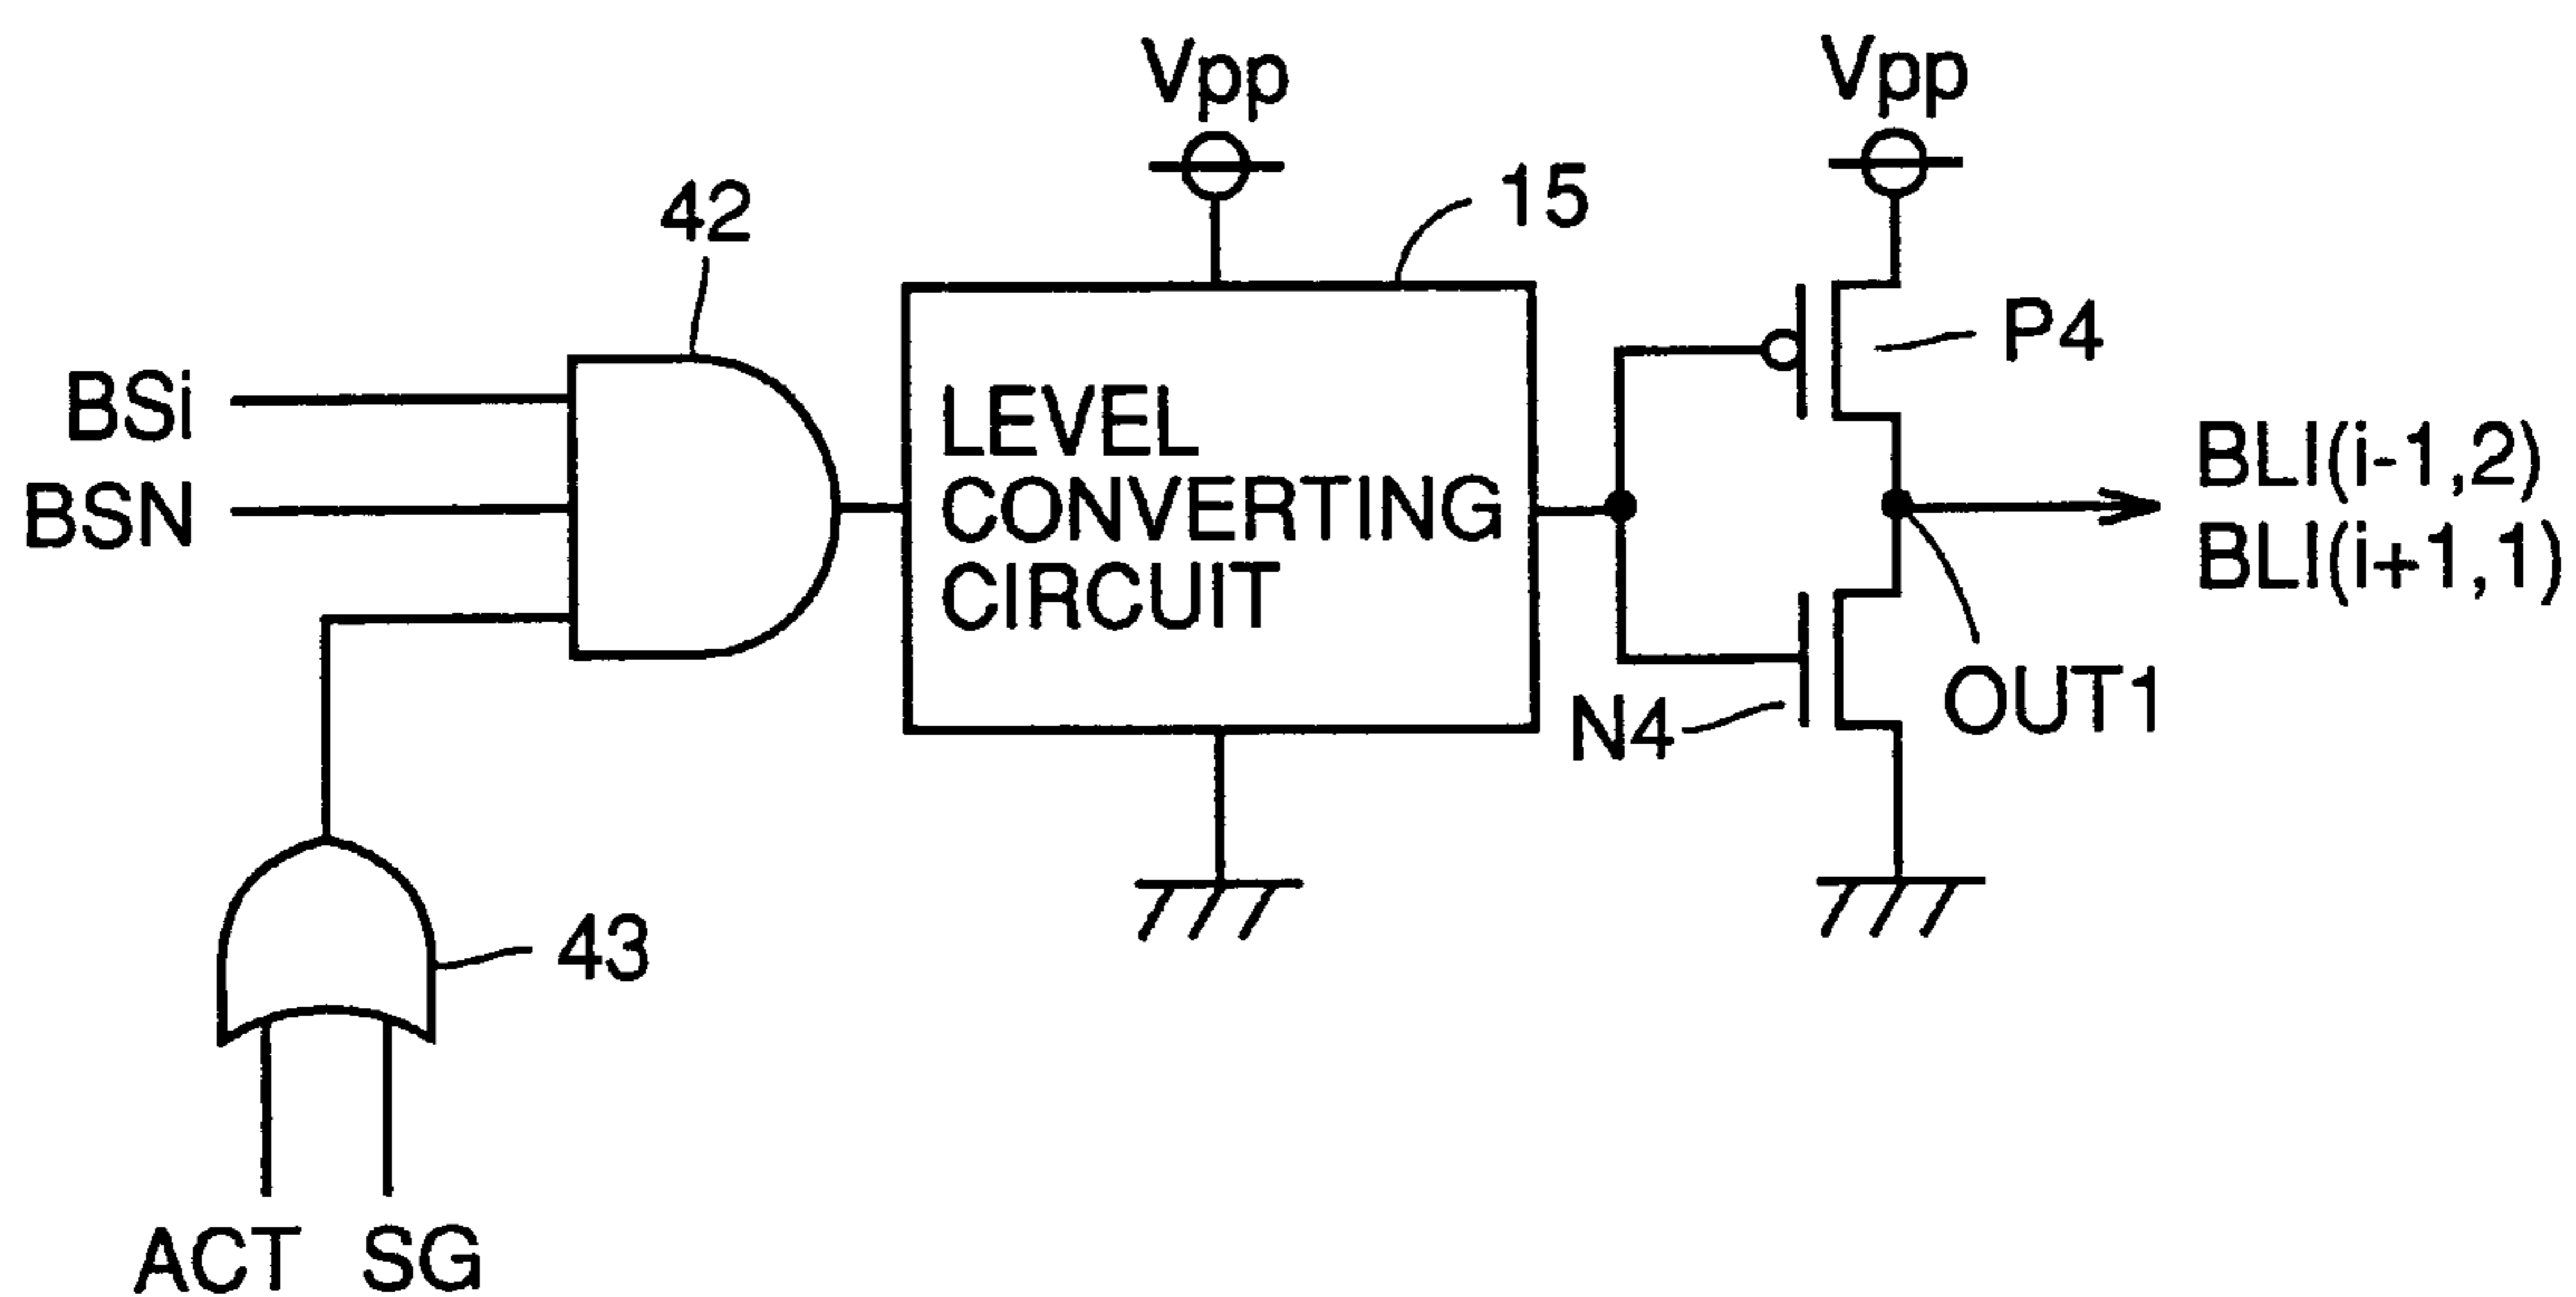 Vpp
Vpp
42
15
P4
BSi
BSN
LEVEL
CONVERTING
CIRCUIT
BLI(i-1,2)
BLI(i+1,1)
N4
OUT1
43
ACT
SG